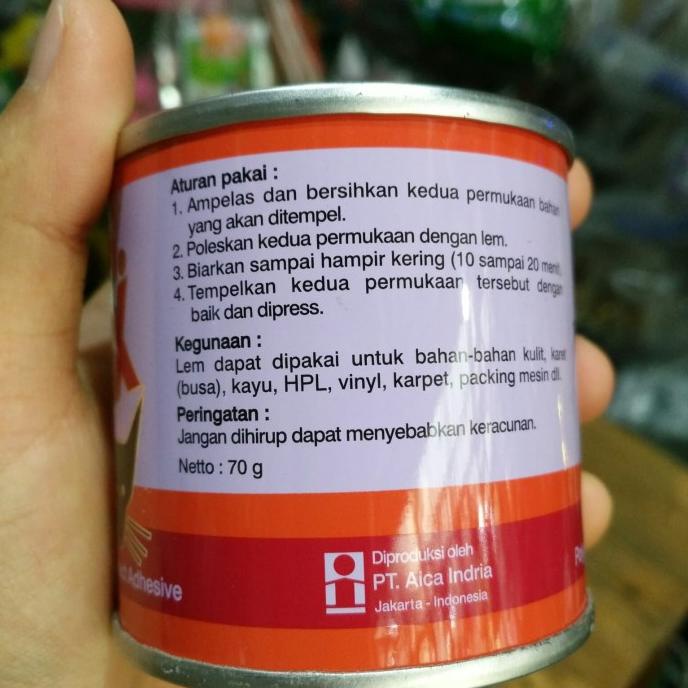 Aturan pakai :
1. Ampelas dan bersihkan kedua permukaan bahan
yang akan ditempel.
2. Poleskan kedua permukaan dengan lem.
3. Biarkan sampai hampir kering (10 sampai 20
4. Tempelkan kedua permukaan tersebut dengan
baik dan dipress.
Kegunaan :
Lem dapat dipakai untuk bahan-bahan kulit, karet
(busa), kayu, HPL, vinyl, karpet, packing mesin dll.
Peringatan :
Jangan dihirup dapat menyebabkan keracunan.
Netto : 70 g
Adhesive
Diproduksi oleh
PT. Aica Indria
Jakarta - Indonesia